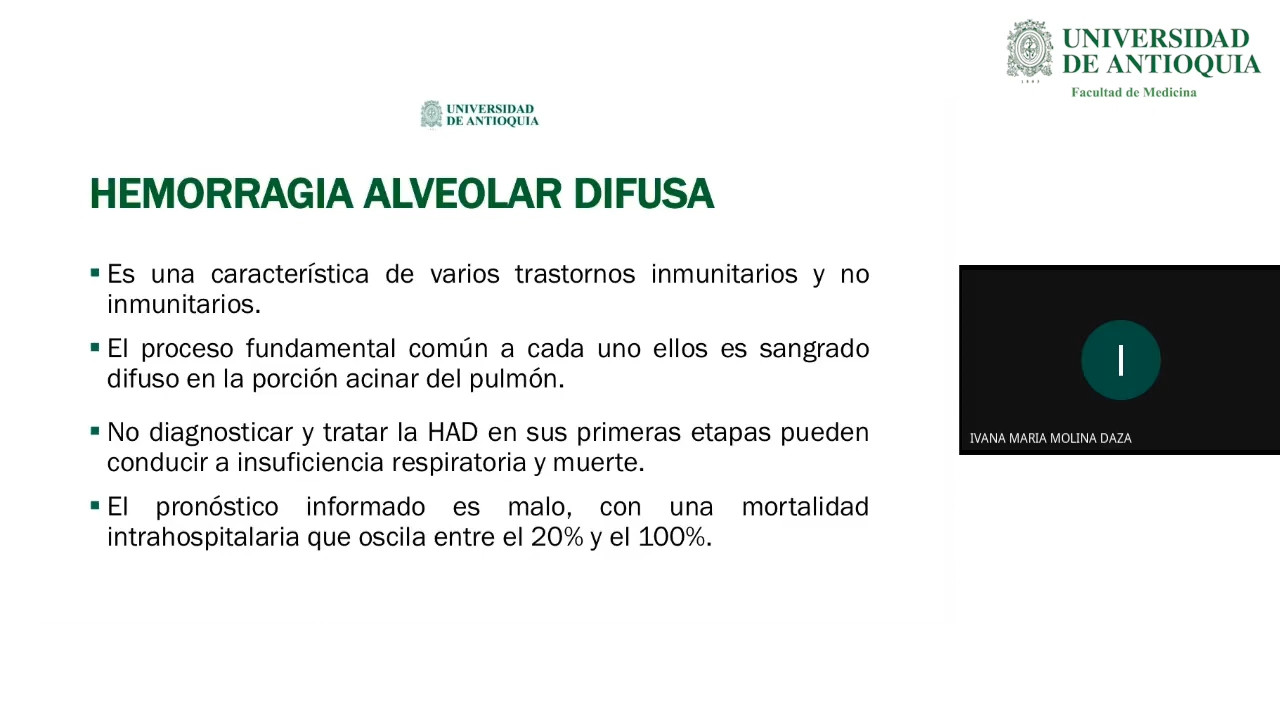 UNIVERSIDAD
DE ANTIOQUIA
1803
Facultad de Medicina
UNIVERSIDAD
DE ANTIOQUIA
HEMORRAGIA ALVEOLAR DIFUSA
▪ Es una característica de varios trastornos inmunitarios y no
inmunitarios.
▪ El proceso fundamental común a cada uno ellos es sangrado
difuso en la porción acinar del pulmón.
▪ No diagnosticar y tratar la HAD en sus primeras etapas pueden
conducir a insuficiencia respiratoria y muerte.
▪ El pronóstico informado es malo, con una mortalidad
intrahospitalaria que oscila entre el 20% y el 100%.
I
IVANA MARIA MOLINA DAZA